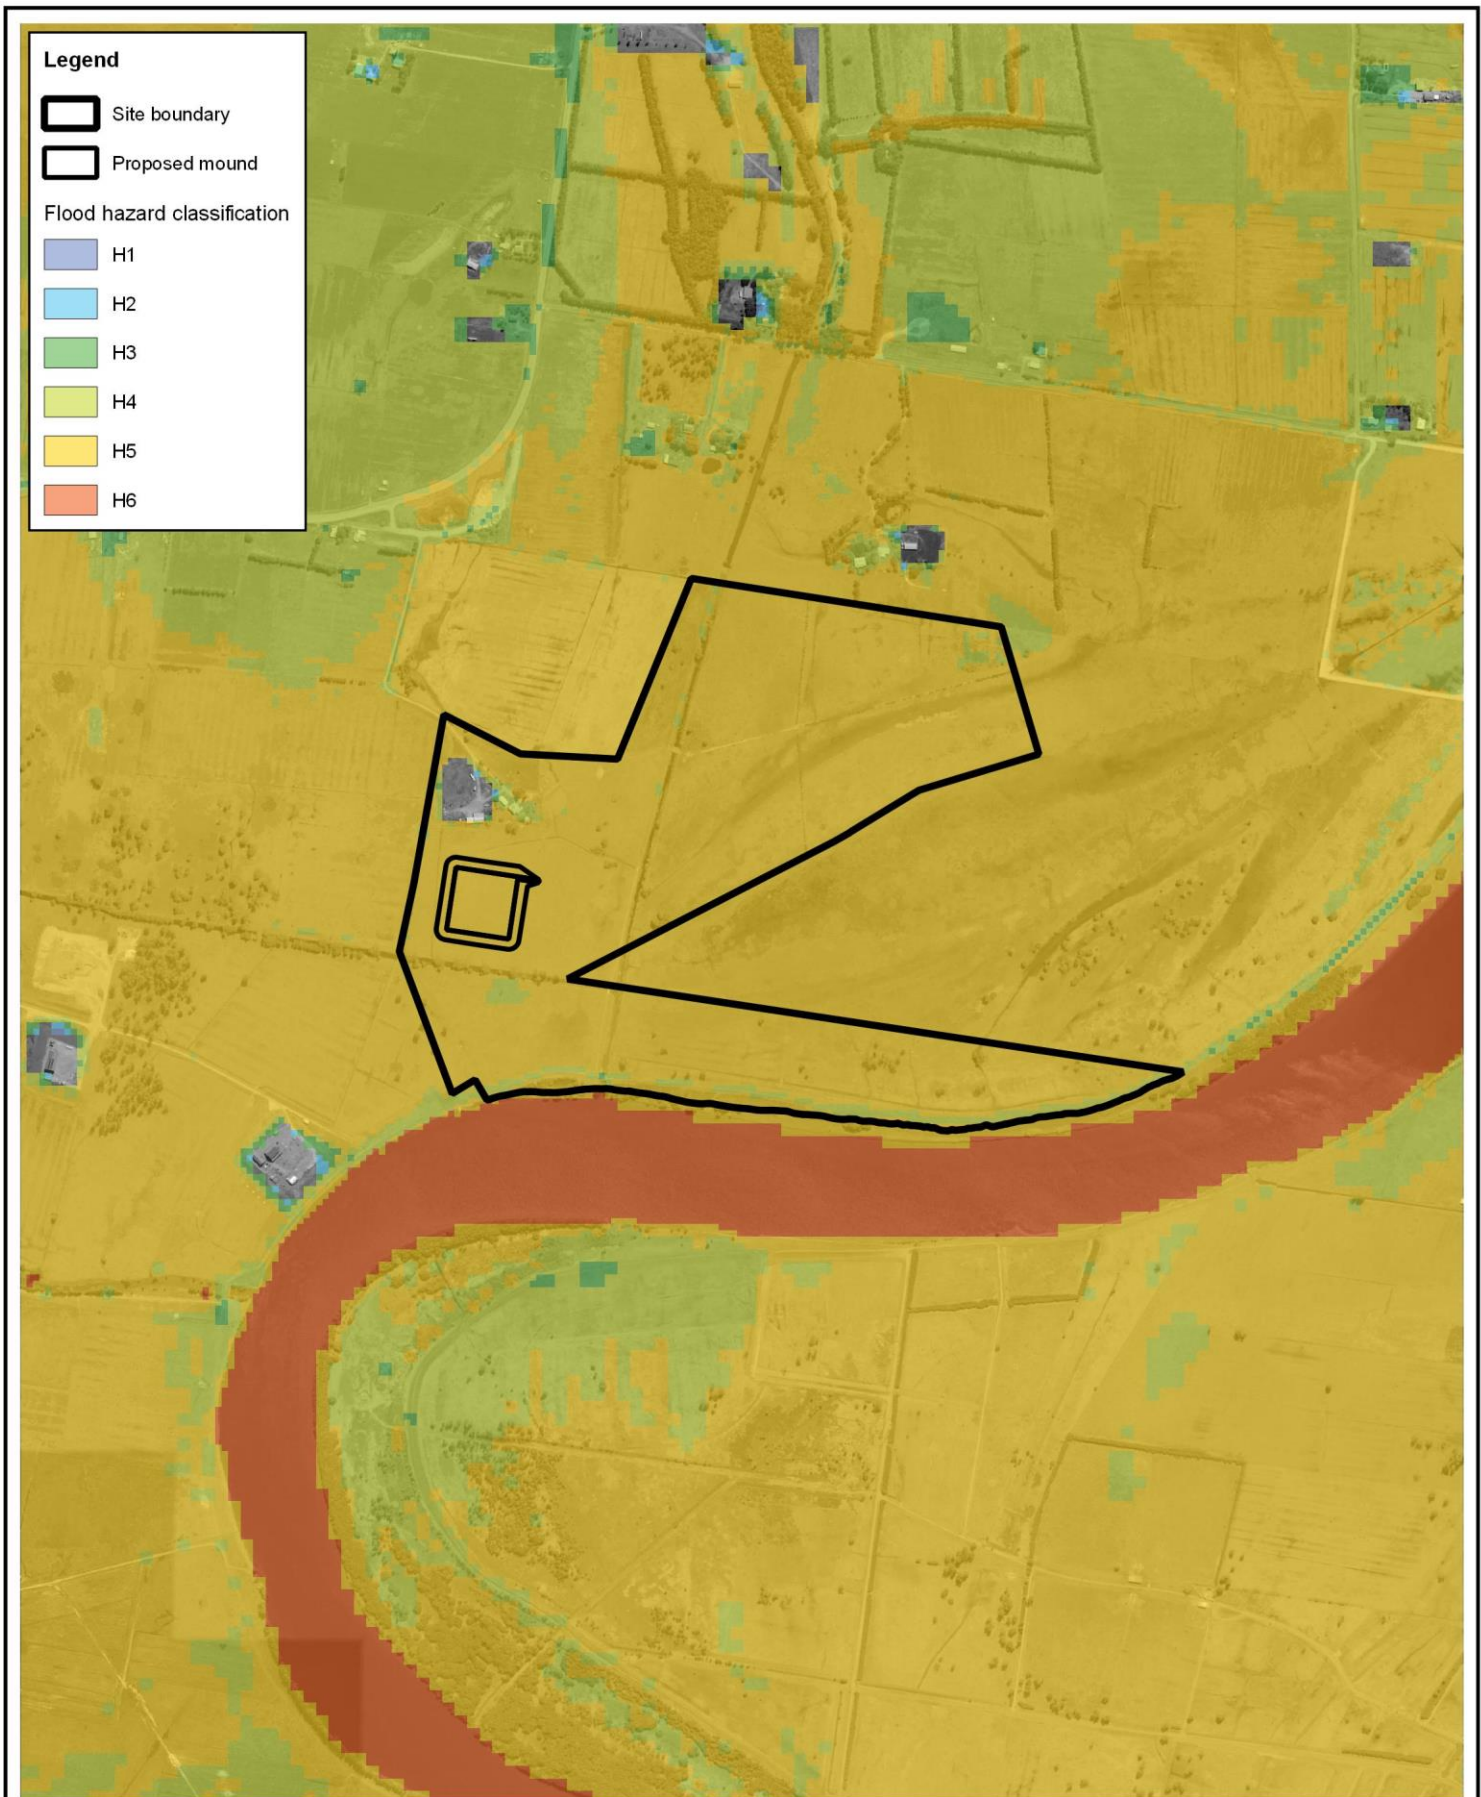 Legend
Site boundary
Proposed mound
Flood hazard classification
H1
H2
H3
H4
H5
H6